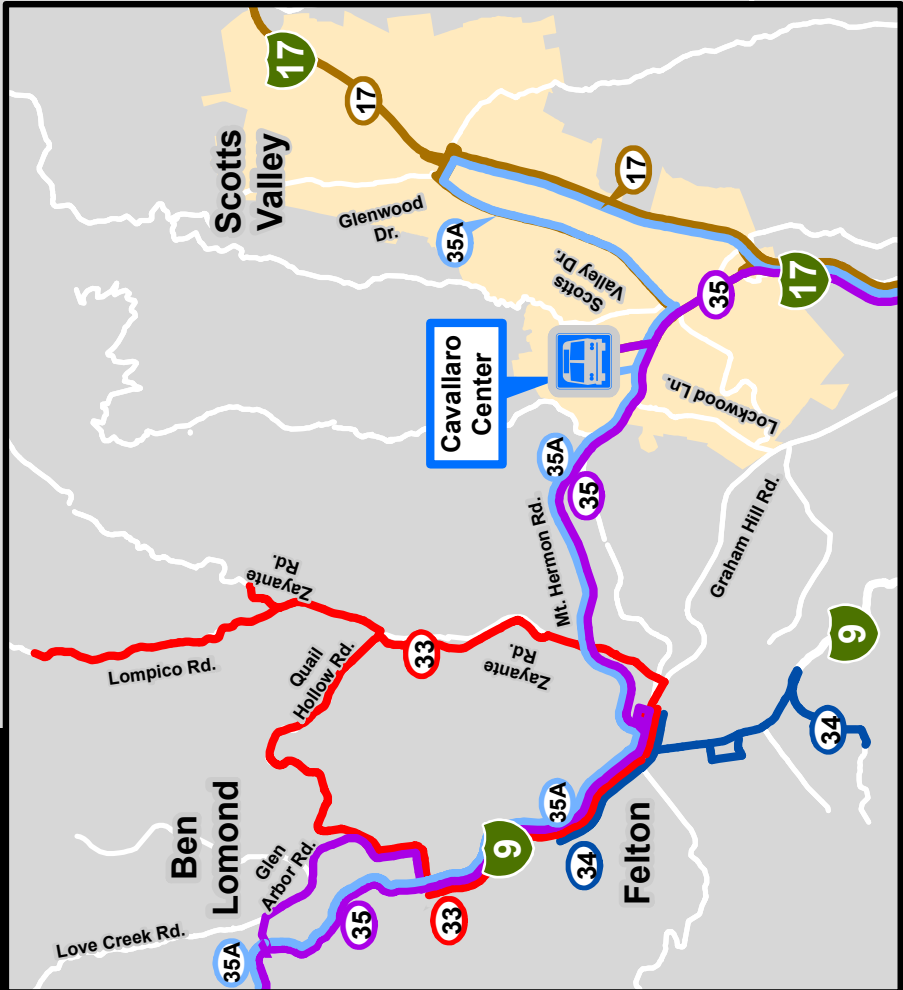 17
17
Scotts
Valley
17
Glenwood
Dr.
35A
Scotts
Valley Dr.
35
17
Cavallaro
Center
Lockwood Ln.
35A
35
Mt. Hermon Rd.
Graham Hill Rd.
Zayante
Rd.
Lompico Rd.
Quail
Hollow Rd.
33
Zayante
Rd.
9
34
Ben
Lomond
Glen
Arbor Rd.
35A
9
34
Felton
Love Creek Rd.
35A
35
33